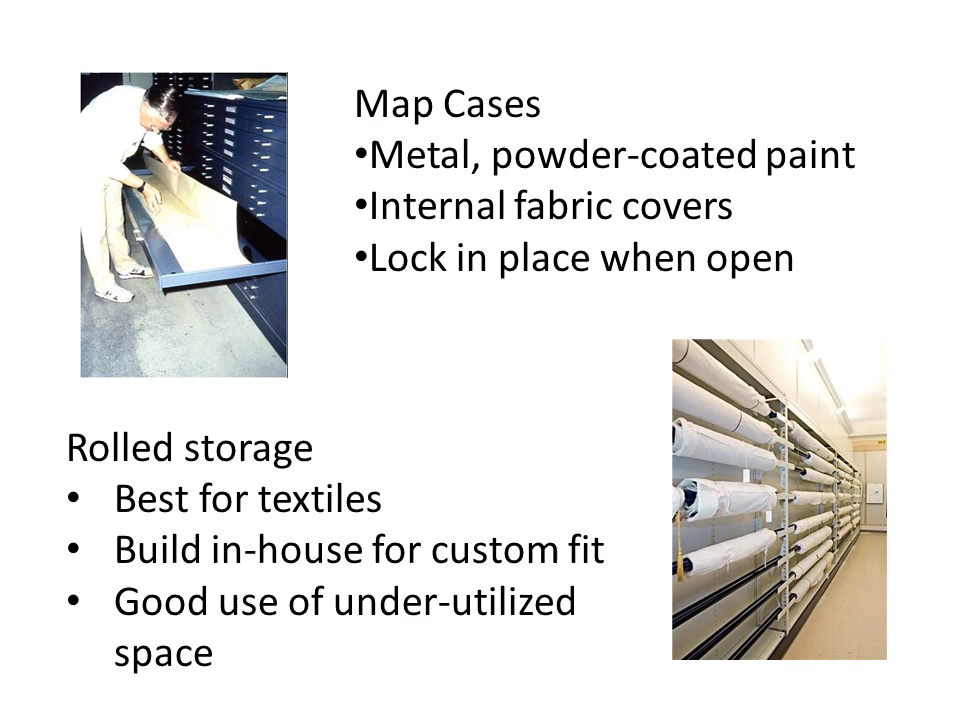 Map Cases
•Metal, powder-coated paint
•Internal fabric covers
•Lock in place when open
Rolled storage
• Best for textiles
• Build in-house for custom fit
• Good use of under-utilized
space